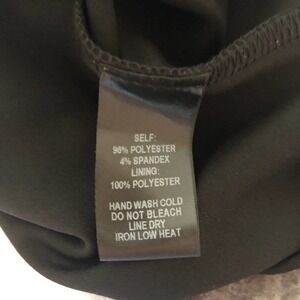 SELF:
96% POLYESTER
4% SPANDEX
LINING:
100% POLYESTER
HAND WASH COLD
DO NOT BLEACH
LINE DRY
IRON LOW HEAT